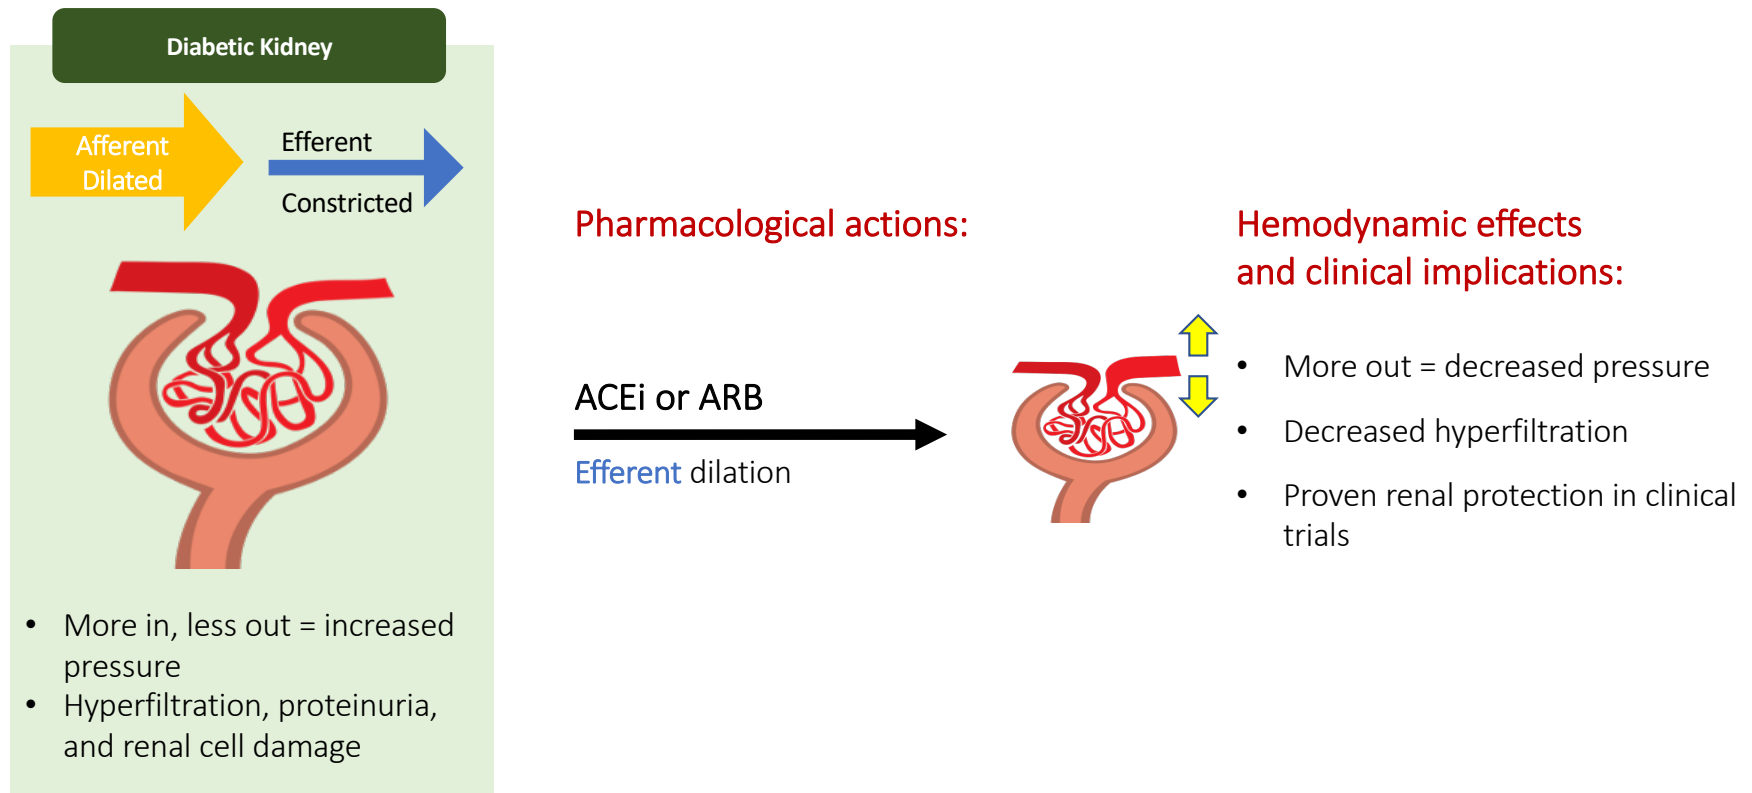 Diabetic Kidney
Afferent
Dilated
Efferent
Constricted
• More in, less out = increased
pressure
• Hyperfiltration, proteinuria,
and renal cell damage
Pharmacological actions:
ACEi or ARB
Efferent dilation
Hemodynamic effects
and clinical implications:
• More out = decreased pressure
• Decreased hyperfiltration
• Proven renal protection in clinical
trials